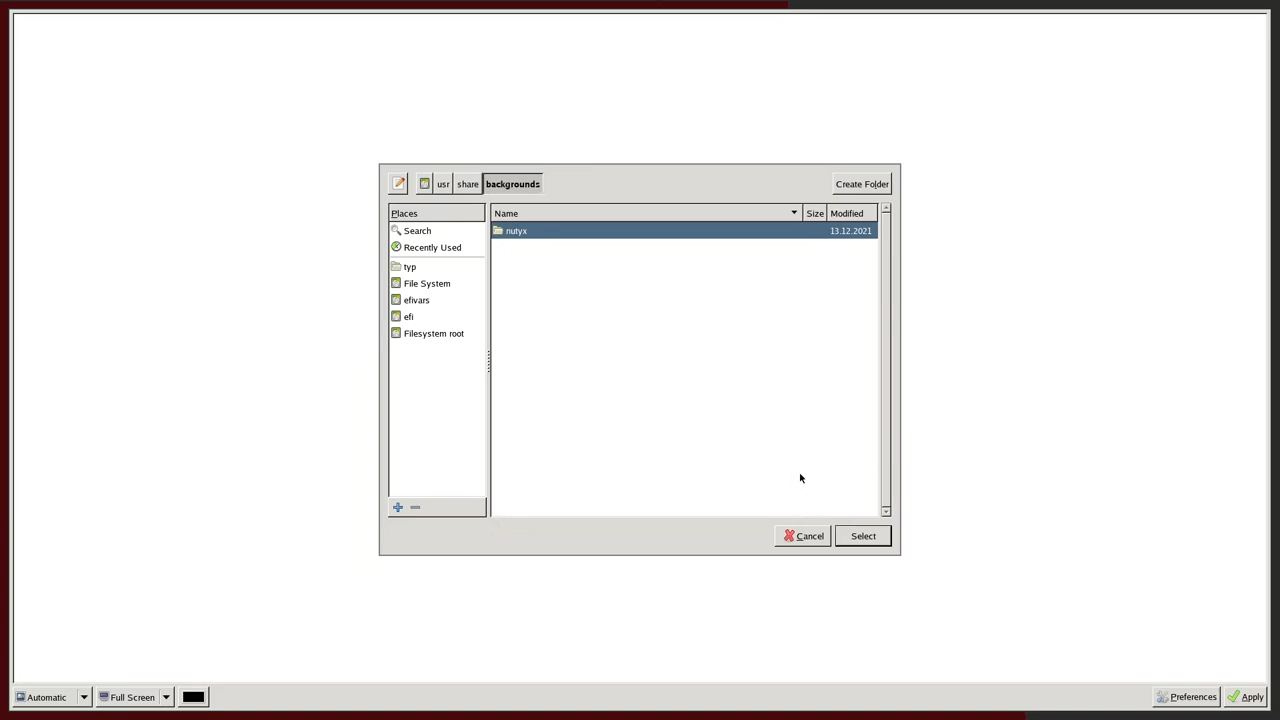 usr share backgrounds Create Folder
Places Name Size Modified
Search nutyx 13.12.2021
Recently Used
typ
File System
efivars
efi
Filesystem root
Cancel Select
Automatic Full Screen Preferences Apply